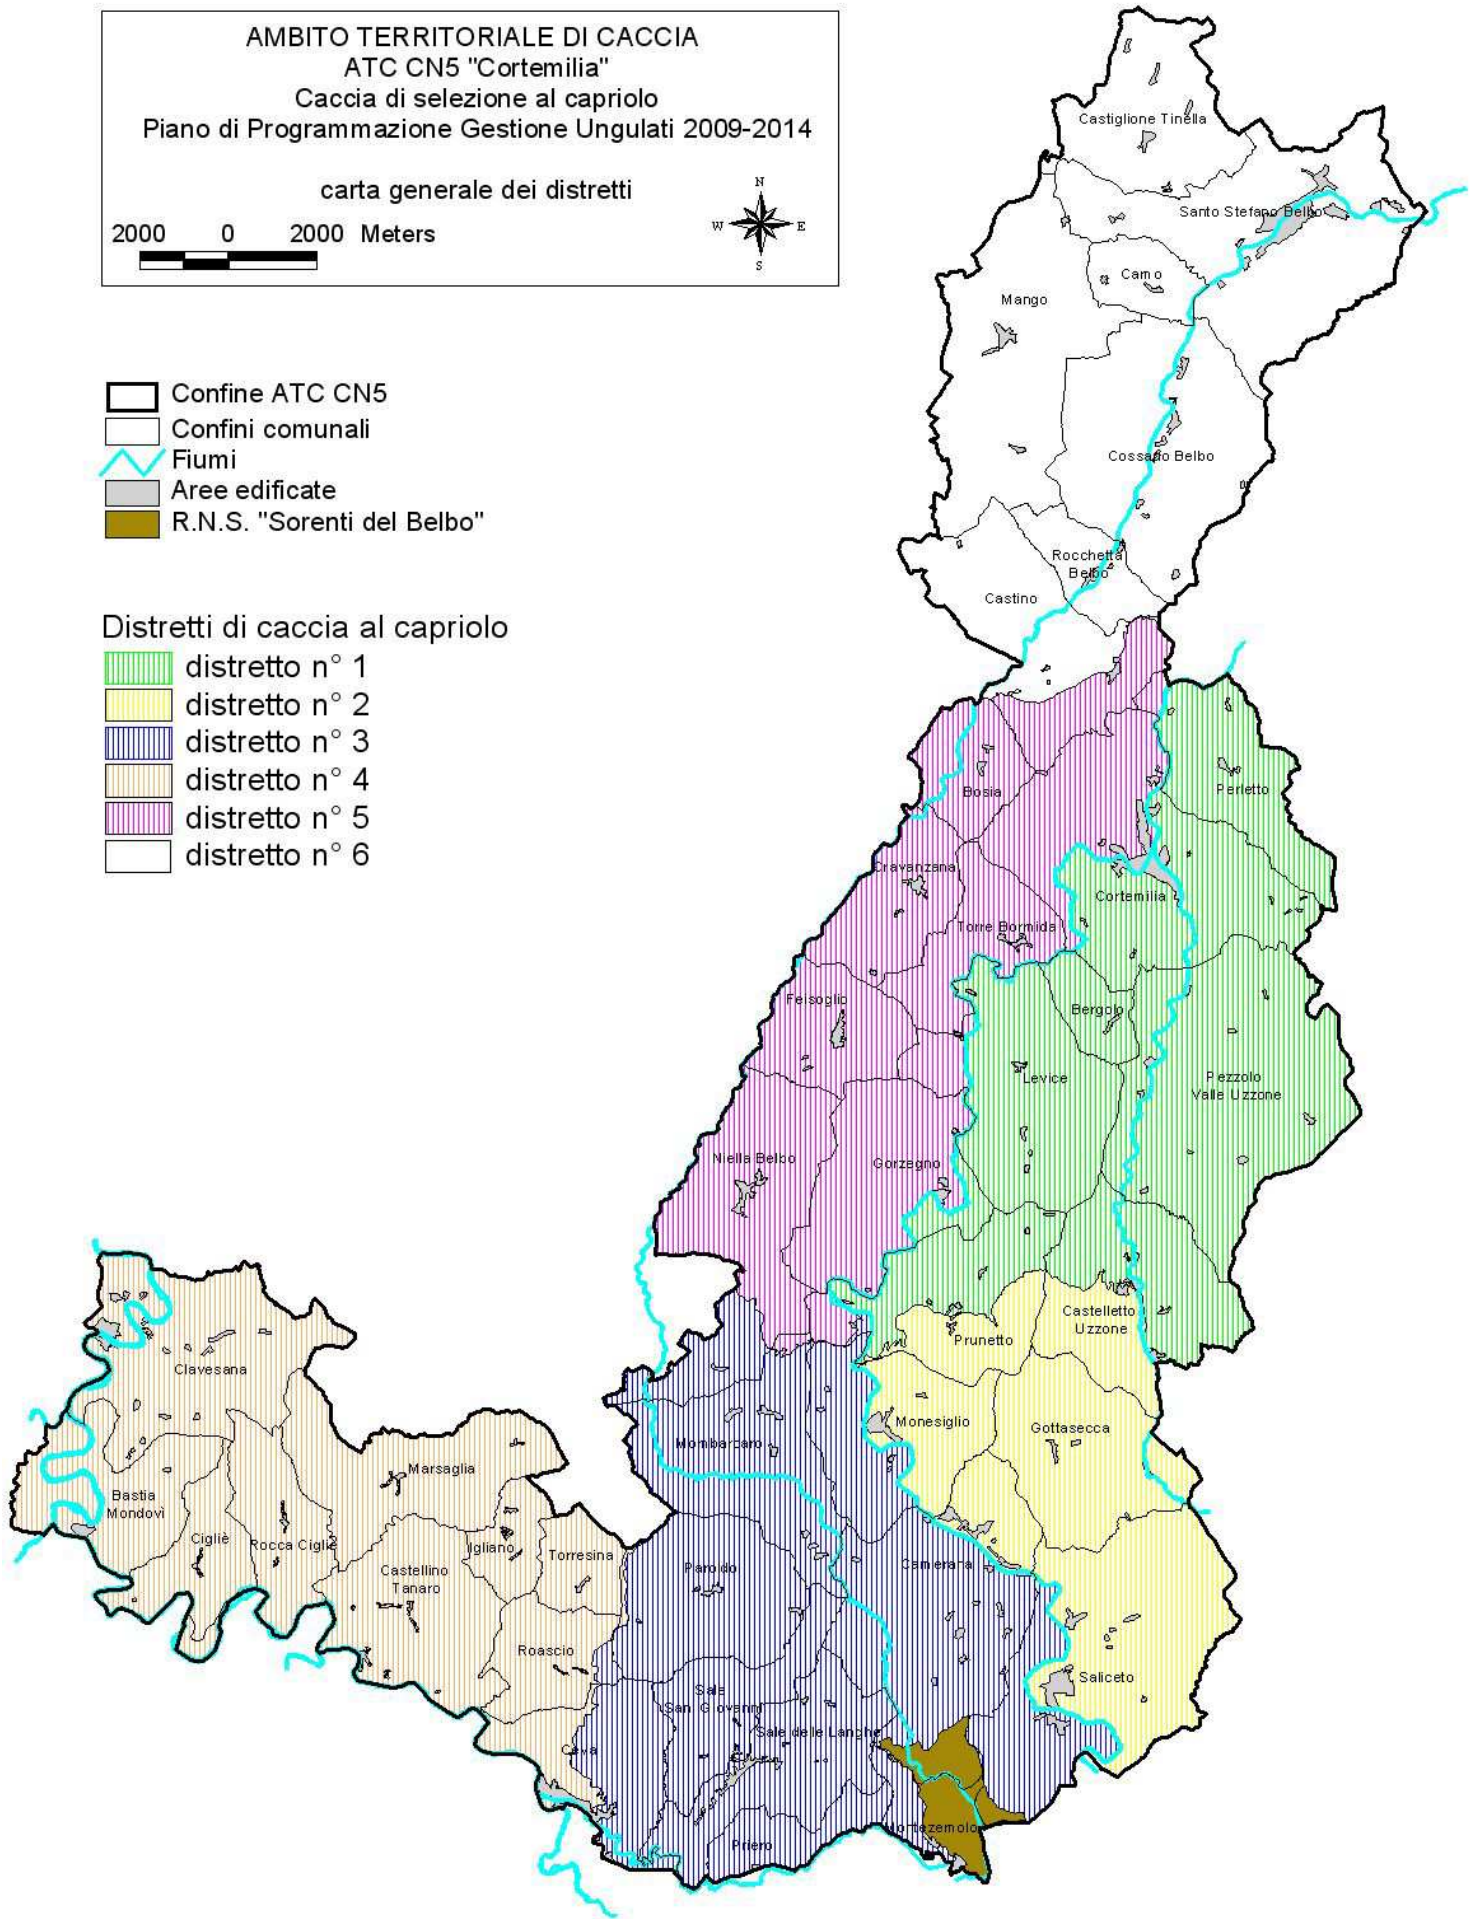 AMBITO TERRITORIALE DI CACCIA
ATC CN5 "Cortemilia"
Caccia di selezione al capriolo
Piano di Programmazione Gestione Ungulati 2009-2014
carta generale dei distretti
2000 0 2000 Meters
N
W E
S
Confine ATC CN5
Confini comunali
Fiumi
Aree edificate
R.N.S. "Sorenti del Belbo"
Distretti di caccia al capriolo
distretto n° 1
distretto n° 2
distretto n° 3
distretto n° 4
distretto n° 5
distretto n° 6
Castiglione Tinella
Santo Stefano Belbo
Camo
Mango
Cossano Belbo
Rocchetta
Belbo
Castino
Bosia
Perletto
Cravanzana
Cortemilia
Torre Bormida
Feisoglio
Bergolo
Levice
Pezzolo
Valle Uzzone
Niella Belbo
Gorzegno
Castelletto
Uzzone
Prunetto
Clavesana
Monesiglio
Gottasecca
Mombarcaro
Marsaglia
Bastia
Mondovì
Cigliè
Rocca Cigliè
Igliano
Torresina
Castellino
Tanaro
Paroldo
Camerana
Roascio
Saliceto
Sale
San Giovanni
Sale delle Langhe
Ceva
Montezemolo
Priero